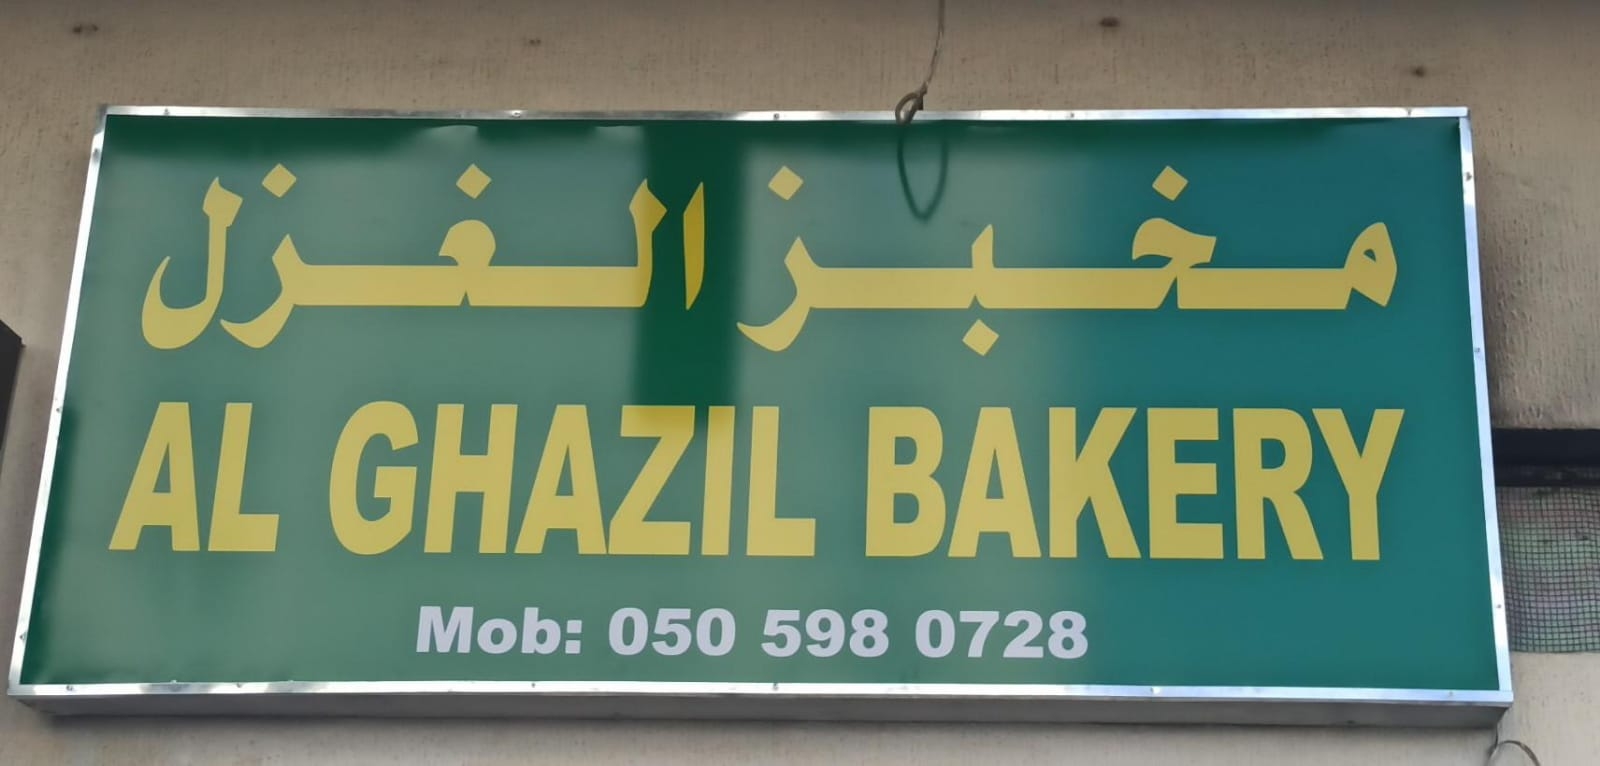 مخبز الغزل
AL GHAZIL BAKERY
Mob: 050 598 0728